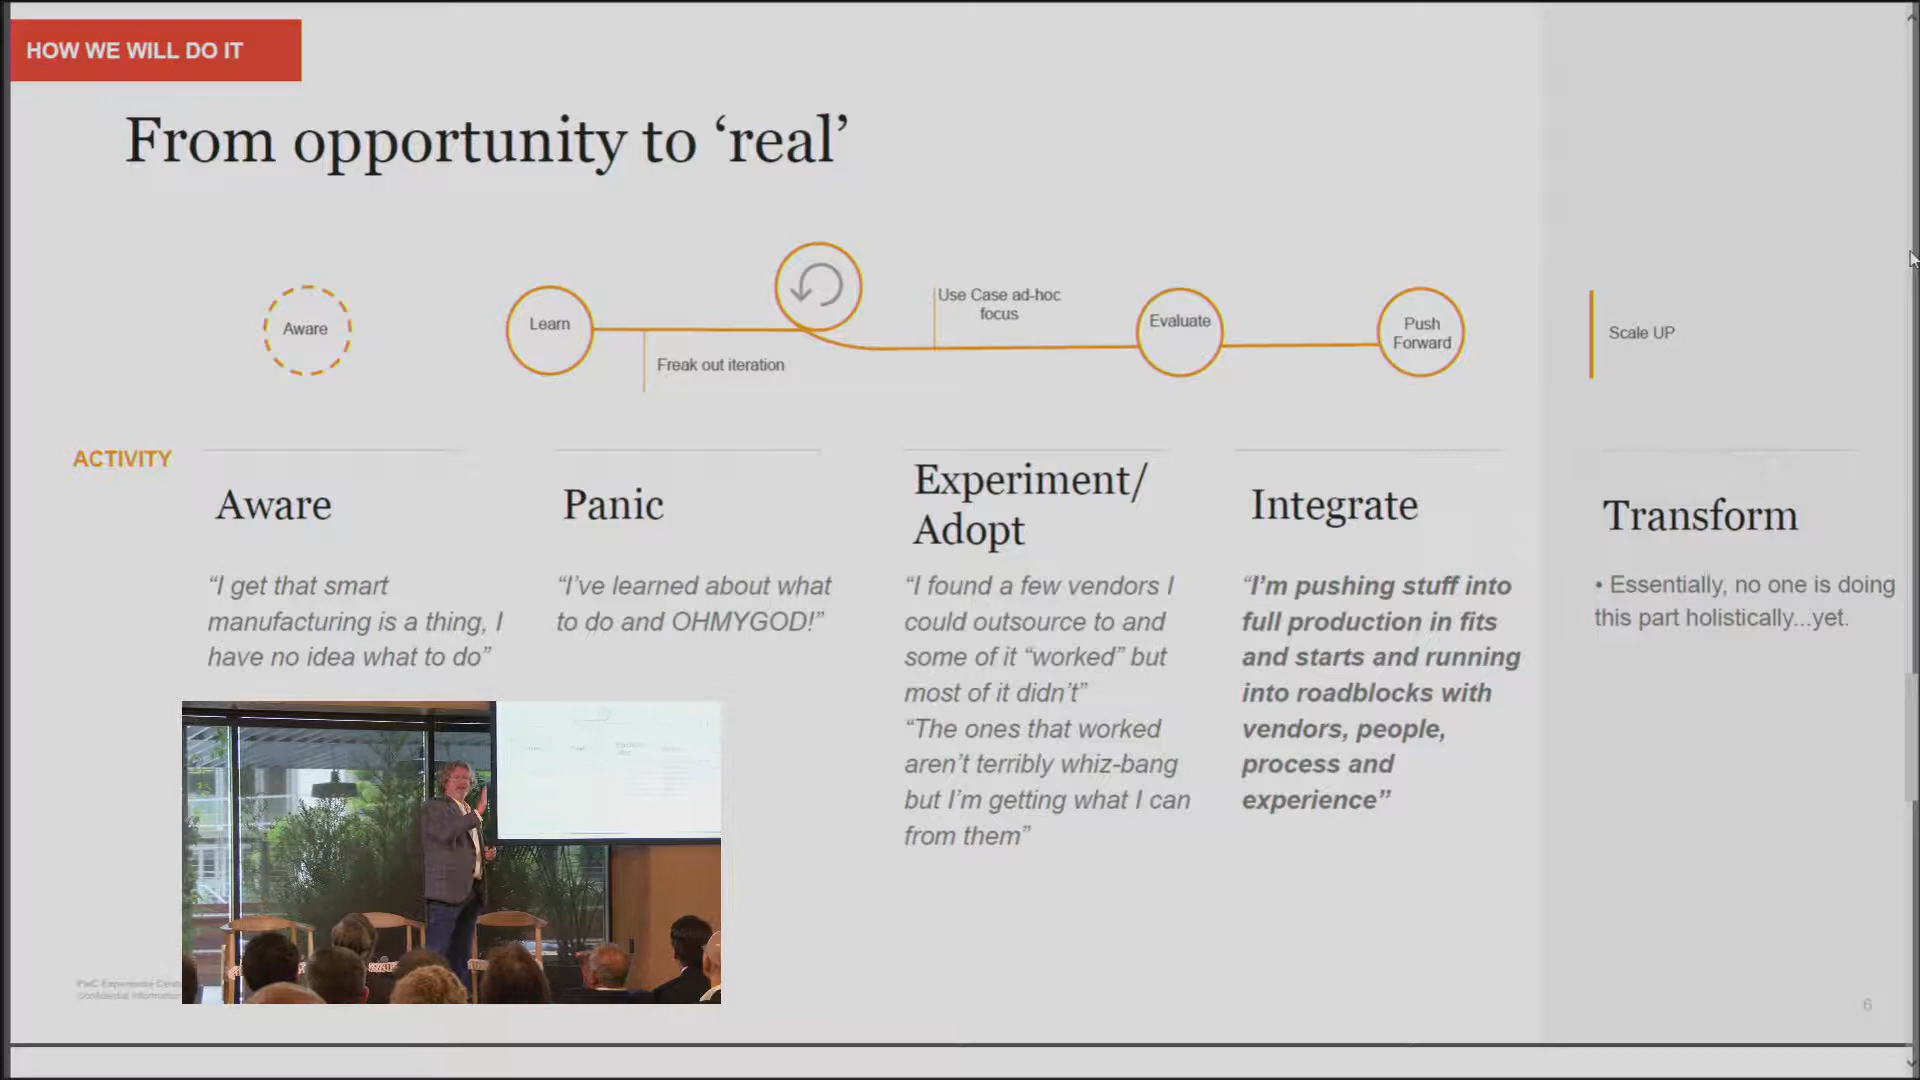 HOW WE WILL DO IT
From opportunity to ‘real’
Aware
Learn
Freak out iteration
Use Case ad-hoc
focus
Evaluate
Push
Forward
Scale UP
ACTIVITY
Aware
“I get that smart
manufacturing is a thing, I
have no idea what to do”
Panic
“I’ve learned about what
to do and OHMYGOD!”
Experiment/
Adopt
“I found a few vendors I
could outsource to and
some of it “worked” but
most of it didn’t”
“The ones that worked
aren’t terribly whiz-bang
but I’m getting what I can
from them”
Integrate
“I’m pushing stuff into
full production in fits
and starts and running
into roadblocks with
vendors, people,
process and
experience”
Transform
• Essentially, no one is doing
this part holistically...yet.
PwC Experience
Confidential information
6